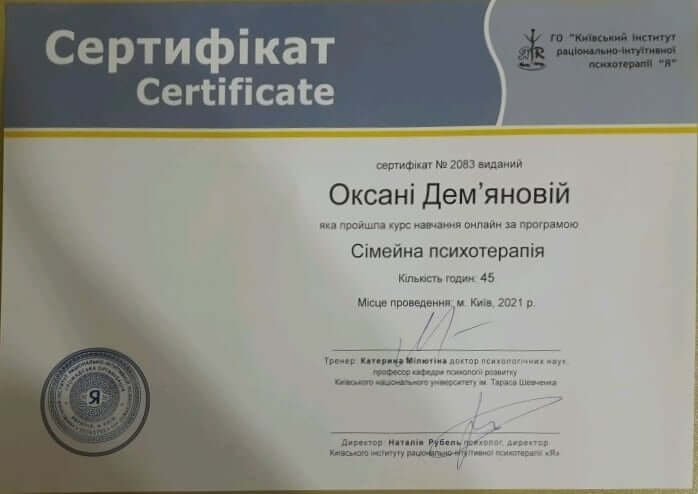 Сертифікат
Certificate
ГО "Київський інститут
раціонально-інтуїтивної
психотерапії "Я"
сертифікат № 2083 виданий
Оксані Дем’яновій
яка пройшла курс навчання онлайн за програмою
Сімейна психотерапія
Кількість годин: 45
Місце проведення: м. Київ, 2021 р.
Тренер: Катерина Мілютіна доктор психологічних наук,
професор кафедри психології розвитку
Київського національного університету ім. Тараса Шевченка
Директор: Наталія Рубель психолог, директор
Київського інституту раціонально-інтуїтивної психотерапії «Я»
Я